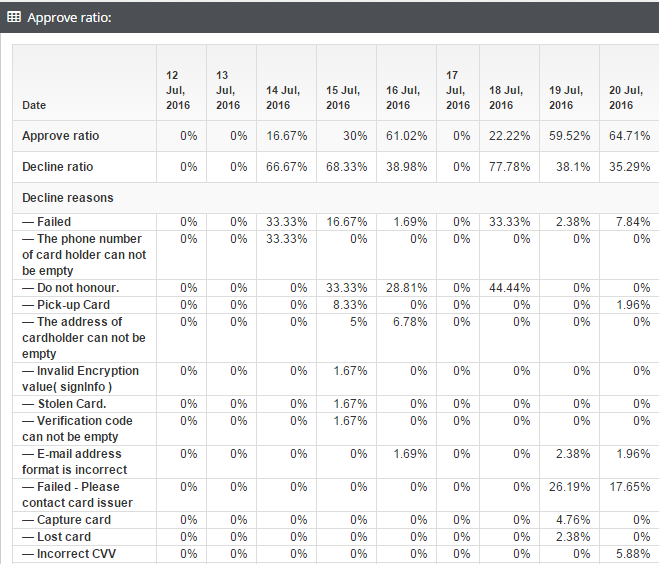 Approve ratio:
Date 12 Jul, 2016 13 Jul, 2016 14 Jul, 2016 15 Jul, 2016 16 Jul, 2016 17 Jul, 2016 18 Jul, 2016 19 Jul, 2016 20 Jul, 2016
Approve ratio 0% 0% 16.67% 30% 61.02% 0% 22.22% 59.52% 64.71%
Decline ratio 0% 0% 66.67% 68.33% 38.98% 0% 77.78% 38.1% 35.29%
Decline reasons
— Failed 0% 0% 33.33% 16.67% 1.69% 0% 33.33% 2.38% 7.84%
— The phone number of card holder can not be empty 0% 0% 33.33% 0% 0% 0% 0% 0% 0%
— Do not honour. 0% 0% 0% 33.33% 28.81% 0% 44.44% 0% 0%
— Pick-up Card 0% 0% 0% 8.33% 0% 0% 0% 0% 1.96%
— The address of cardholder can not be empty 0% 0% 0% 5% 6.78% 0% 0% 0% 0%
— Invalid Encryption value( signInfo ) 0% 0% 0% 1.67% 0% 0% 0% 0% 0%
— Stolen Card. 0% 0% 0% 1.67% 0% 0% 0% 0% 0%
— Verification code can not be empty 0% 0% 0% 1.67% 0% 0% 0% 0% 0%
— E-mail address format is incorrect 0% 0% 0% 0% 1.69% 0% 0% 2.38% 1.96%
— Failed - Please contact card issuer 0% 0% 0% 0% 0% 0% 0% 26.19% 17.65%
— Capture card 0% 0% 0% 0% 0% 0% 0% 4.76% 0%
— Lost card 0% 0% 0% 0% 0% 0% 0% 2.38% 0%
— Incorrect CVV 0% 0% 0% 0% 0% 0% 0% 0% 5.88%